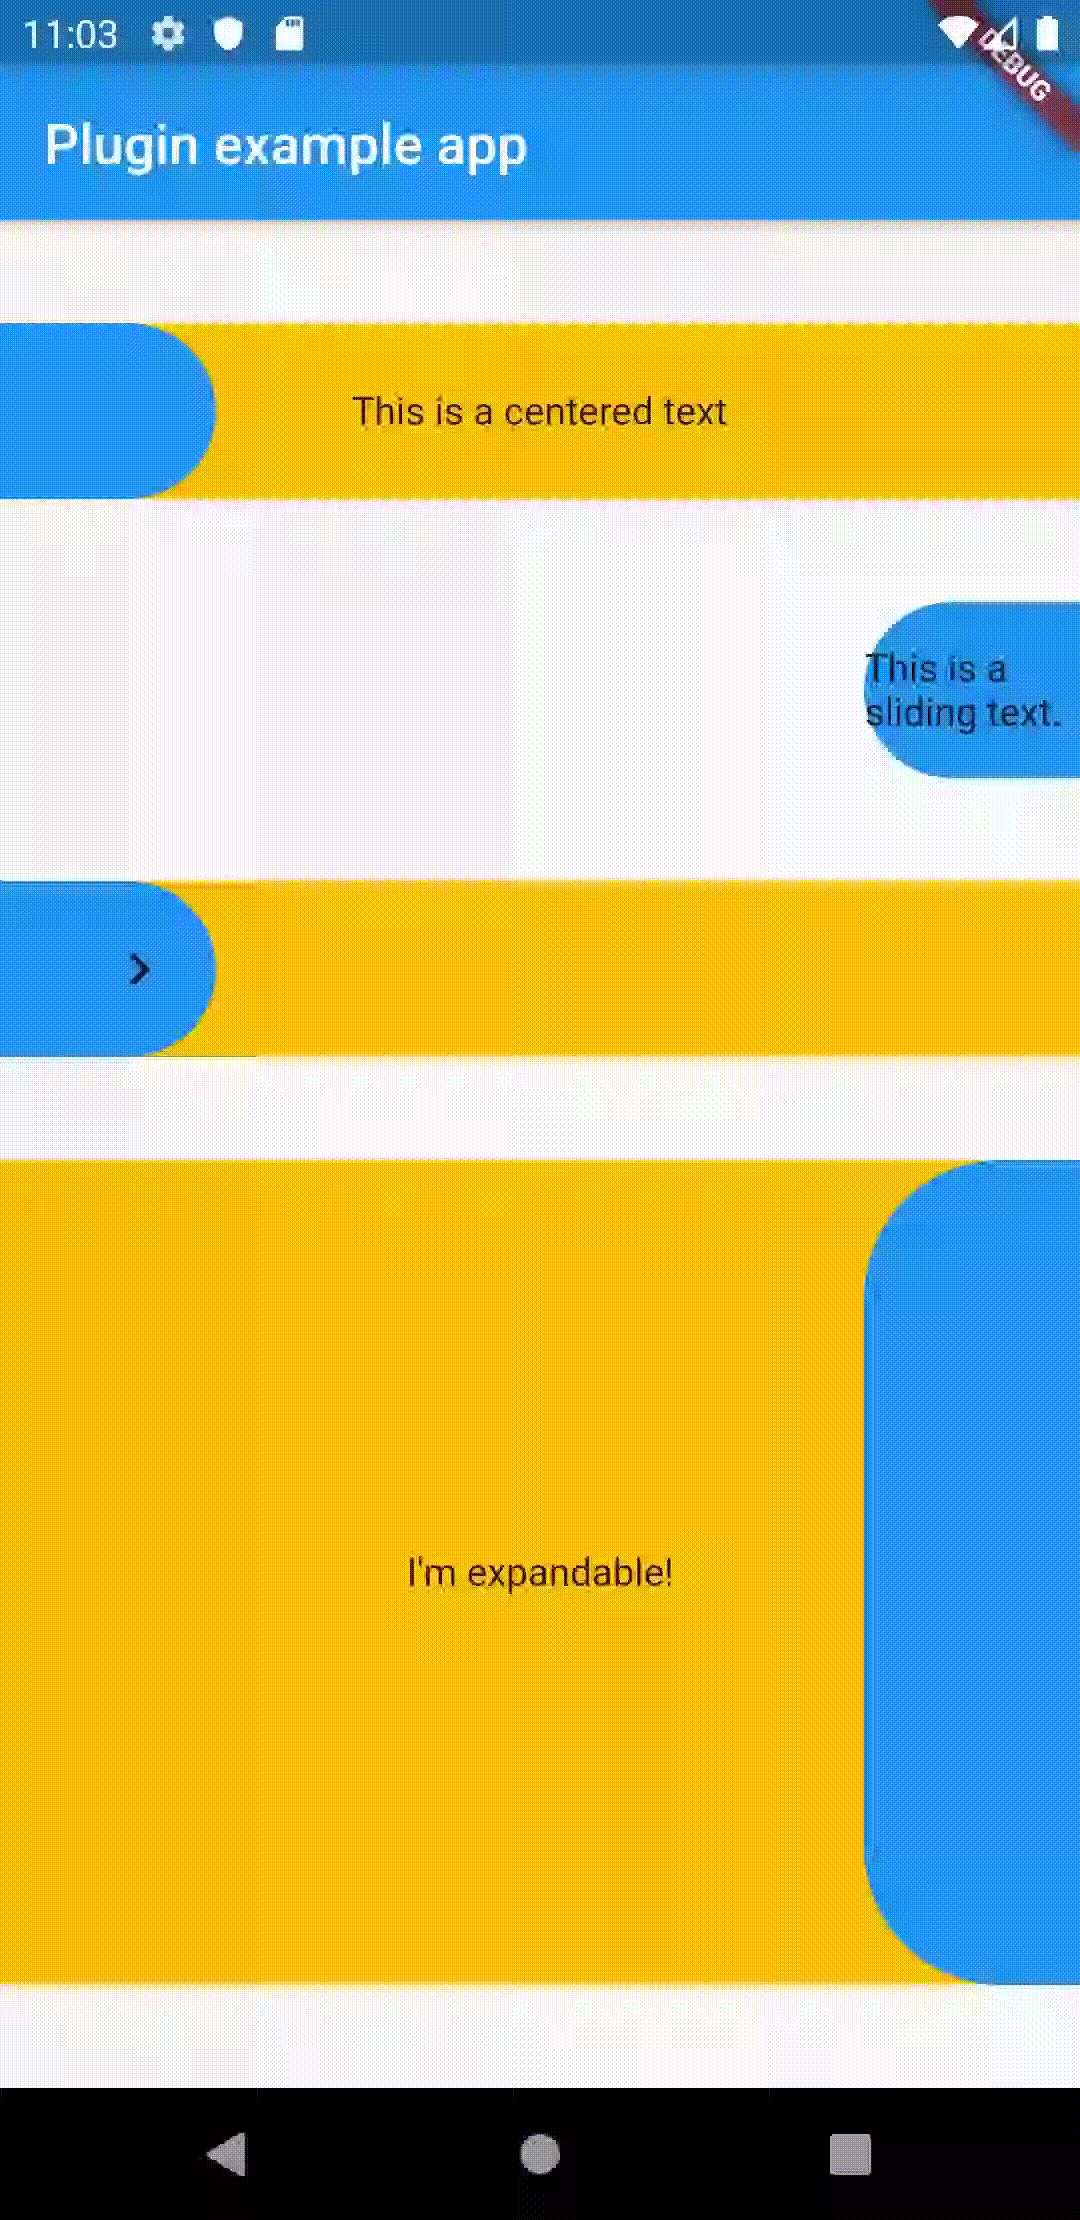 11:03
DEBUG
Plugin example app
This is a centered text
This is a
sliding text.
I'm expandable!